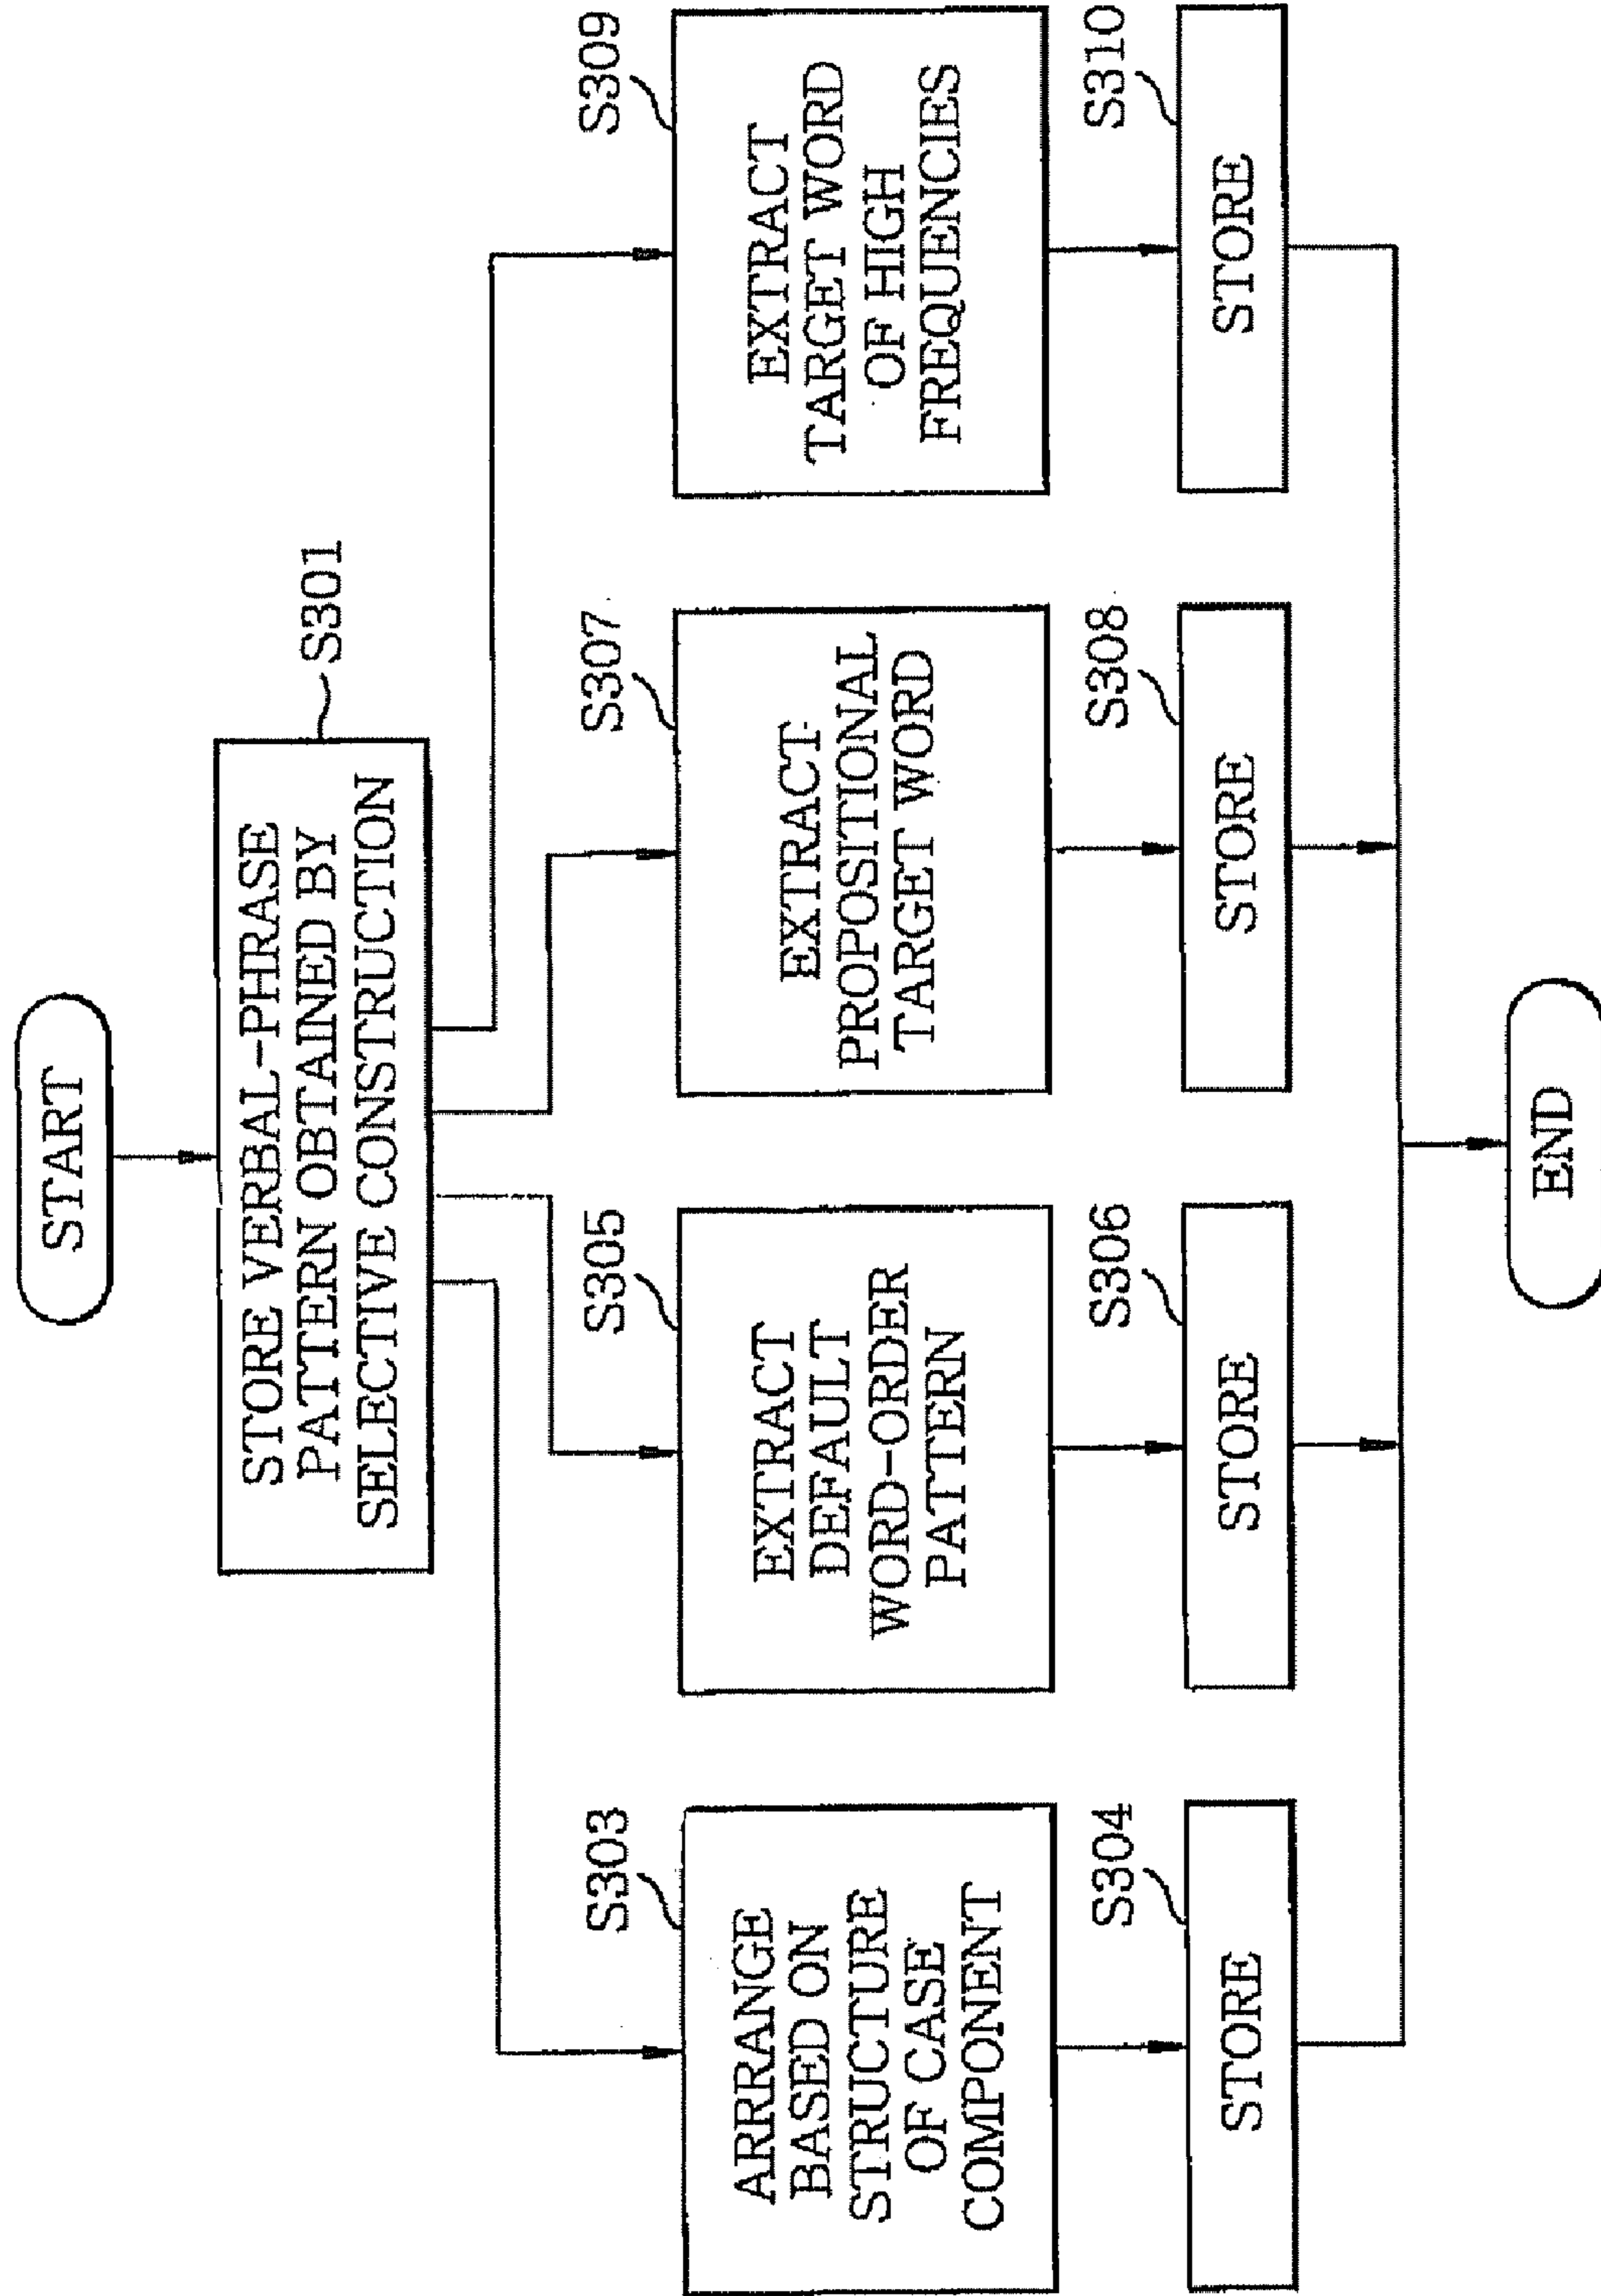 START
S301
STORE VERBAL-PHRASE
PATTERN OBTAINED BY
SELECTIVE CONSTRUCTION
S303
ARRANGE
BASED ON
STRUCTURE
OF CASE
COMPONENT
S305
EXTRACT
DEFAULT
WORD-ORDER
PATTERN
S307
EXTRACT
PROPOSITIONAL
TARGET WORD
S309
EXTRACT
TARGET WORD
OF HIGH
FREQUENCIES
S304
STORE
S306
STORE
S308
STORE
S310
STORE
END